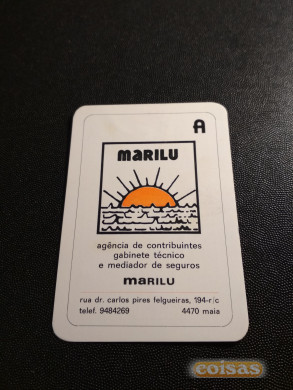 A
maRILU
agência de contribuintes
gabinete técnico
e mediador de seguros
maRILU
rua dr. carlos pires felgueiras, 194-r/c
telef. 9484269 4470 maia
coisas